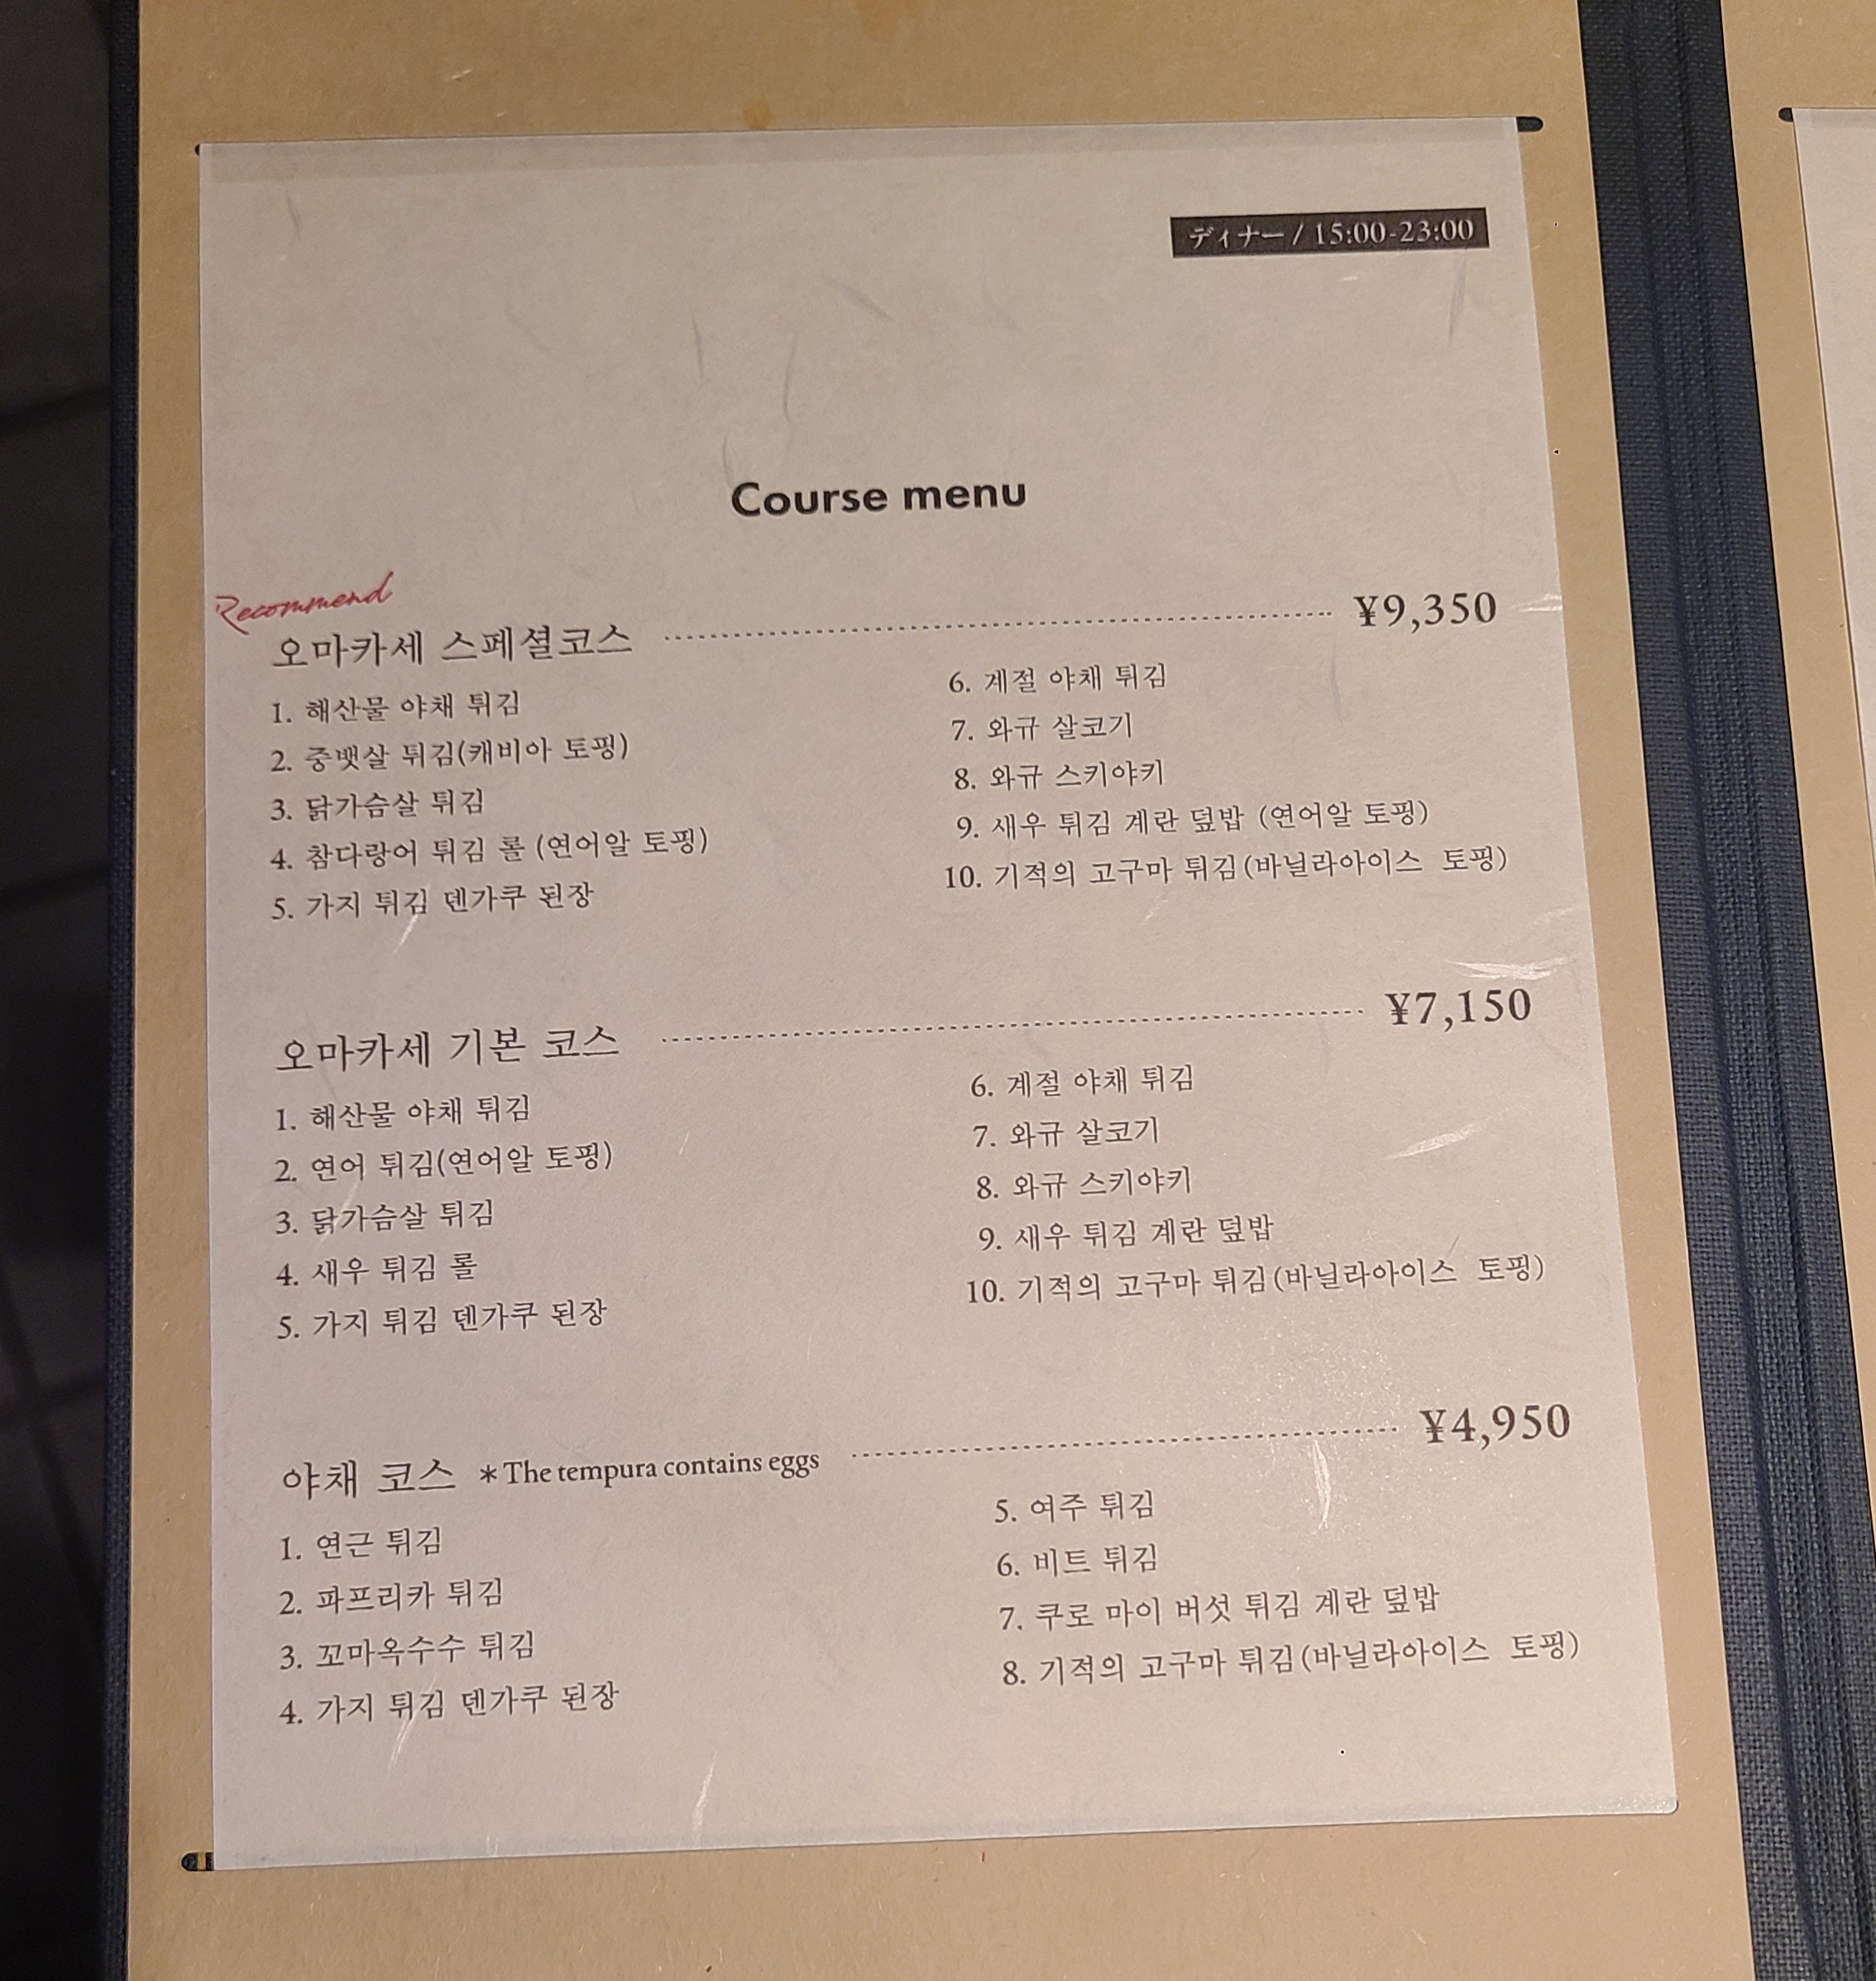 ディナー / 15:00-23:00
Course menu
Recommend
오마카세 스페셜코스 ¥9,350
1. 해산물 야채 튀김
2. 중뱃살 튀김(캐비아 토핑)
3. 닭가슴살 튀김
4. 참다랑어 튀김 롤 (연어알 토핑)
5. 가지 튀김 덴가쿠 된장
6. 계절 야채 튀김
7. 와규 살코기
8. 와규 스키야키
9. 새우 튀김 계란 덮밥 (연어알 토핑)
10. 기적의 고구마 튀김(바닐라아이스 토핑)
오마카세 기본 코스 ¥7,150
1. 해산물 야채 튀김
2. 연어 튀김(연어알 토핑)
3. 닭가슴살 튀김
4. 새우 튀김 롤
5. 가지 튀김 덴가쿠 된장
6. 계절 야채 튀김
7. 와규 살코기
8. 와규 스키야키
9. 새우 튀김 계란 덮밥
10. 기적의 고구마 튀김(바닐라아이스 토핑)
야채 코스 *The tempura contains eggs ¥4,950
1. 연근 튀김
2. 파프리카 튀김
3. 꼬마옥수수 튀김
4. 가지 튀김 덴가쿠 된장
5. 여주 튀김
6. 비트 튀김
7. 쿠로 마이 버섯 튀김 계란 덮밥
8. 기적의 고구마 튀김(바닐라아이스 토핑)